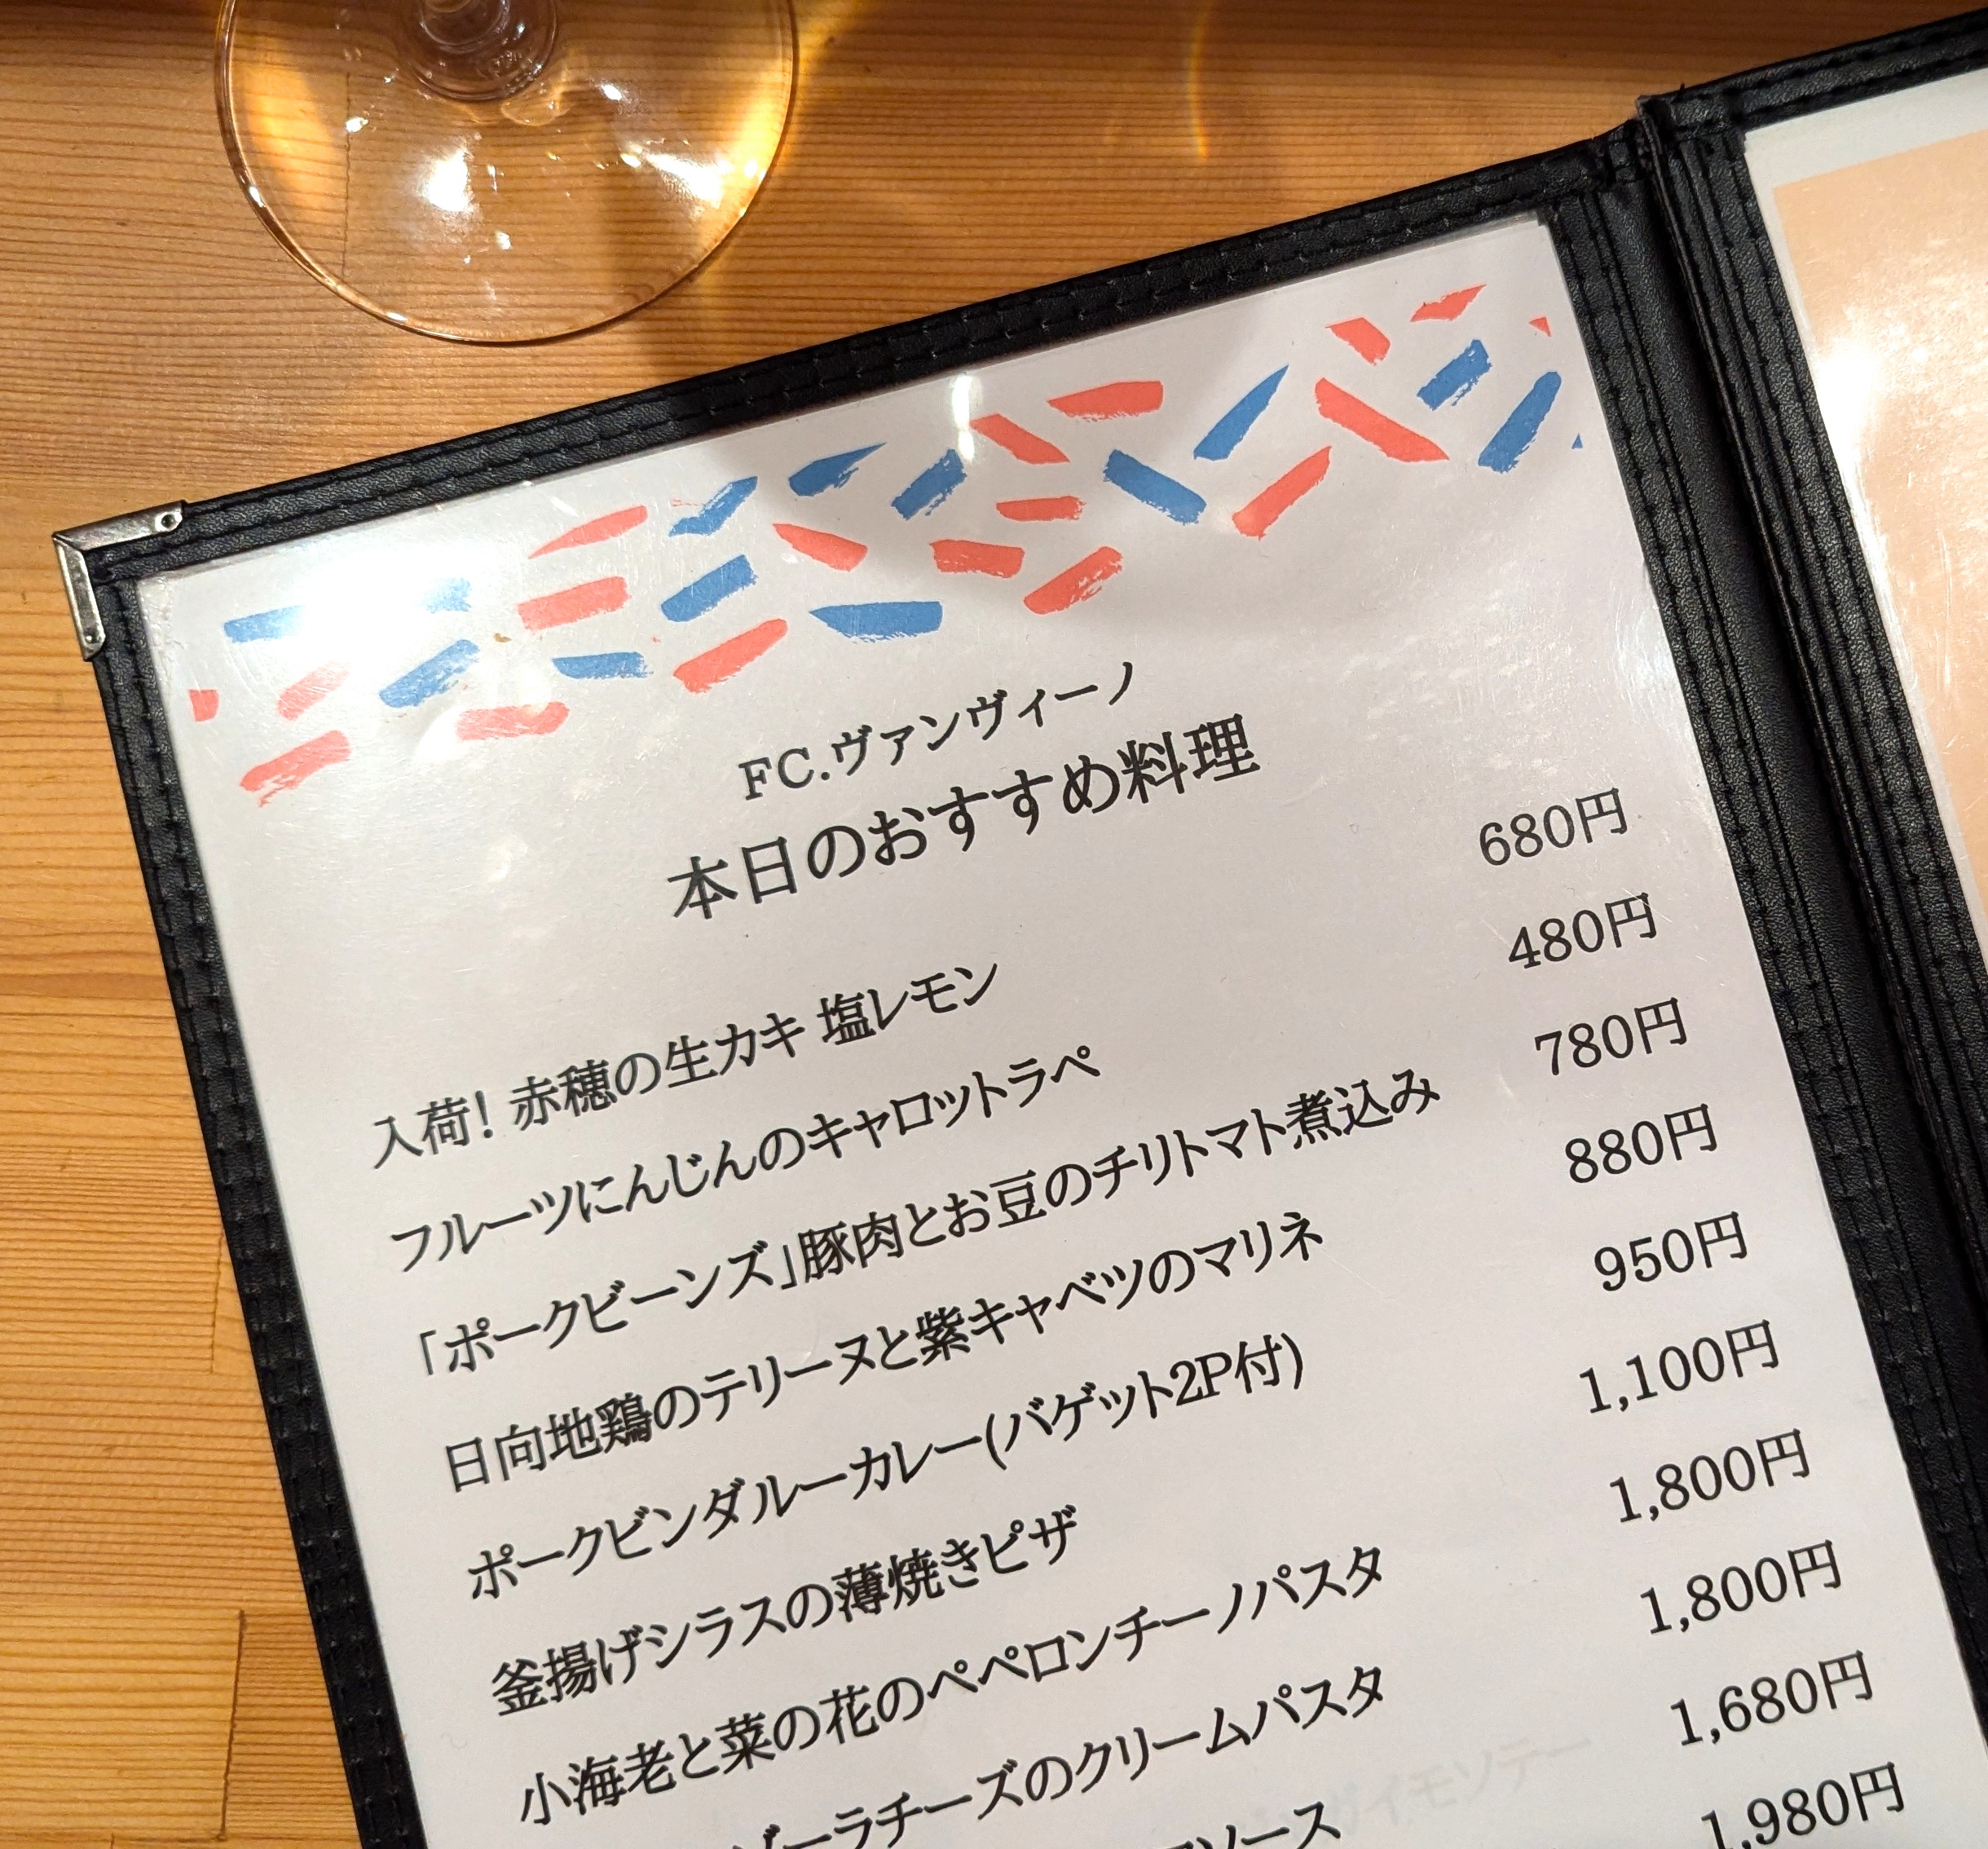 FC.ヴァンヴィーノ
本日のおすすめ料理
入荷! 赤穂の生カキ 塩レモン 680円
フルーツにんじんのキャロットラペ 480円
「ポークビーンズ」豚肉とお豆のチリトマト煮込み 780円
日向地鶏のテリーヌと紫キャベツのマリネ 880円
ポークビンダルーカレー(バゲット2P付) 950円
釜揚げシラスの薄焼きピザ 1,100円
小海老と菜の花のペペロンチーノパスタ 1,800円
ゾーラチーズのクリームパスタ 1,800円
ソース 1,680円
1,980円